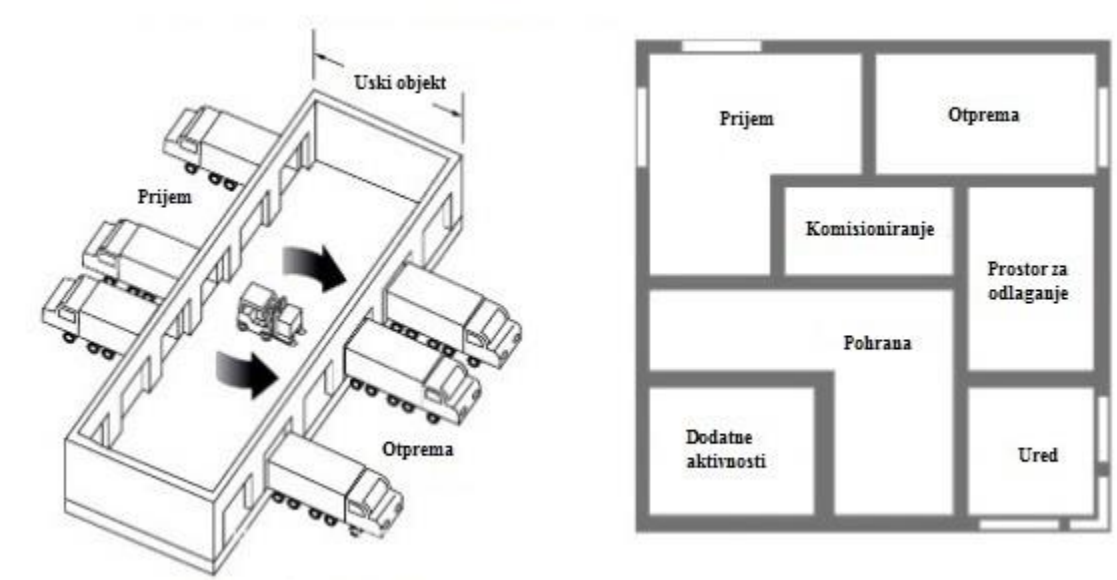 Uski objekt
Prijem
Otprema
Prijem
Otprema
Komisioniranje
Prostor za
odlaganje
Pohrana
Dodatne
aktivnosti
Ured